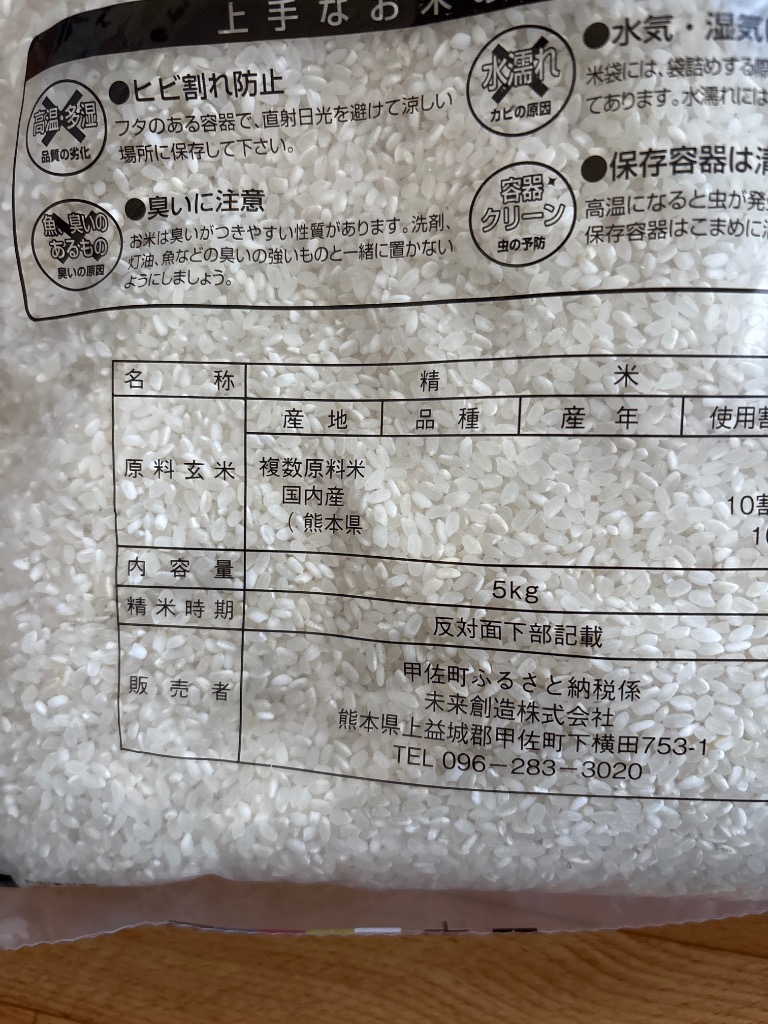 上手なお米
高温・多湿
品質の劣化
●ヒビ割れ防止
フタのある容器で、直射日光を避けて涼しい
場所に保存して下さい。
魚、臭いの
あるもの
臭いの原因
●臭いに注意
お米は臭いがつきやすい性質があります。洗剤、
灯油、魚などの臭いの強いものと一緒に置かない
ようにしましょう。
水濡れ
カビの原因
●水気・湿気
米袋には、袋詰めする際
てあります。水濡れには
容器
クリーン
虫の予防
●保存容器は清
高温になると虫が発生
保存容器はこまめに
名称 精米
原料玄米 産地 品種 産年 使用割
複数原料米
国内産 10割
(熊本県 10
内容量 5kg
精米時期 反対面下部記載
販売者 甲佐町ふるさと納税係
未来創造株式会社
熊本県上益城郡甲佐町下横田753-1
TEL 096-283-3020